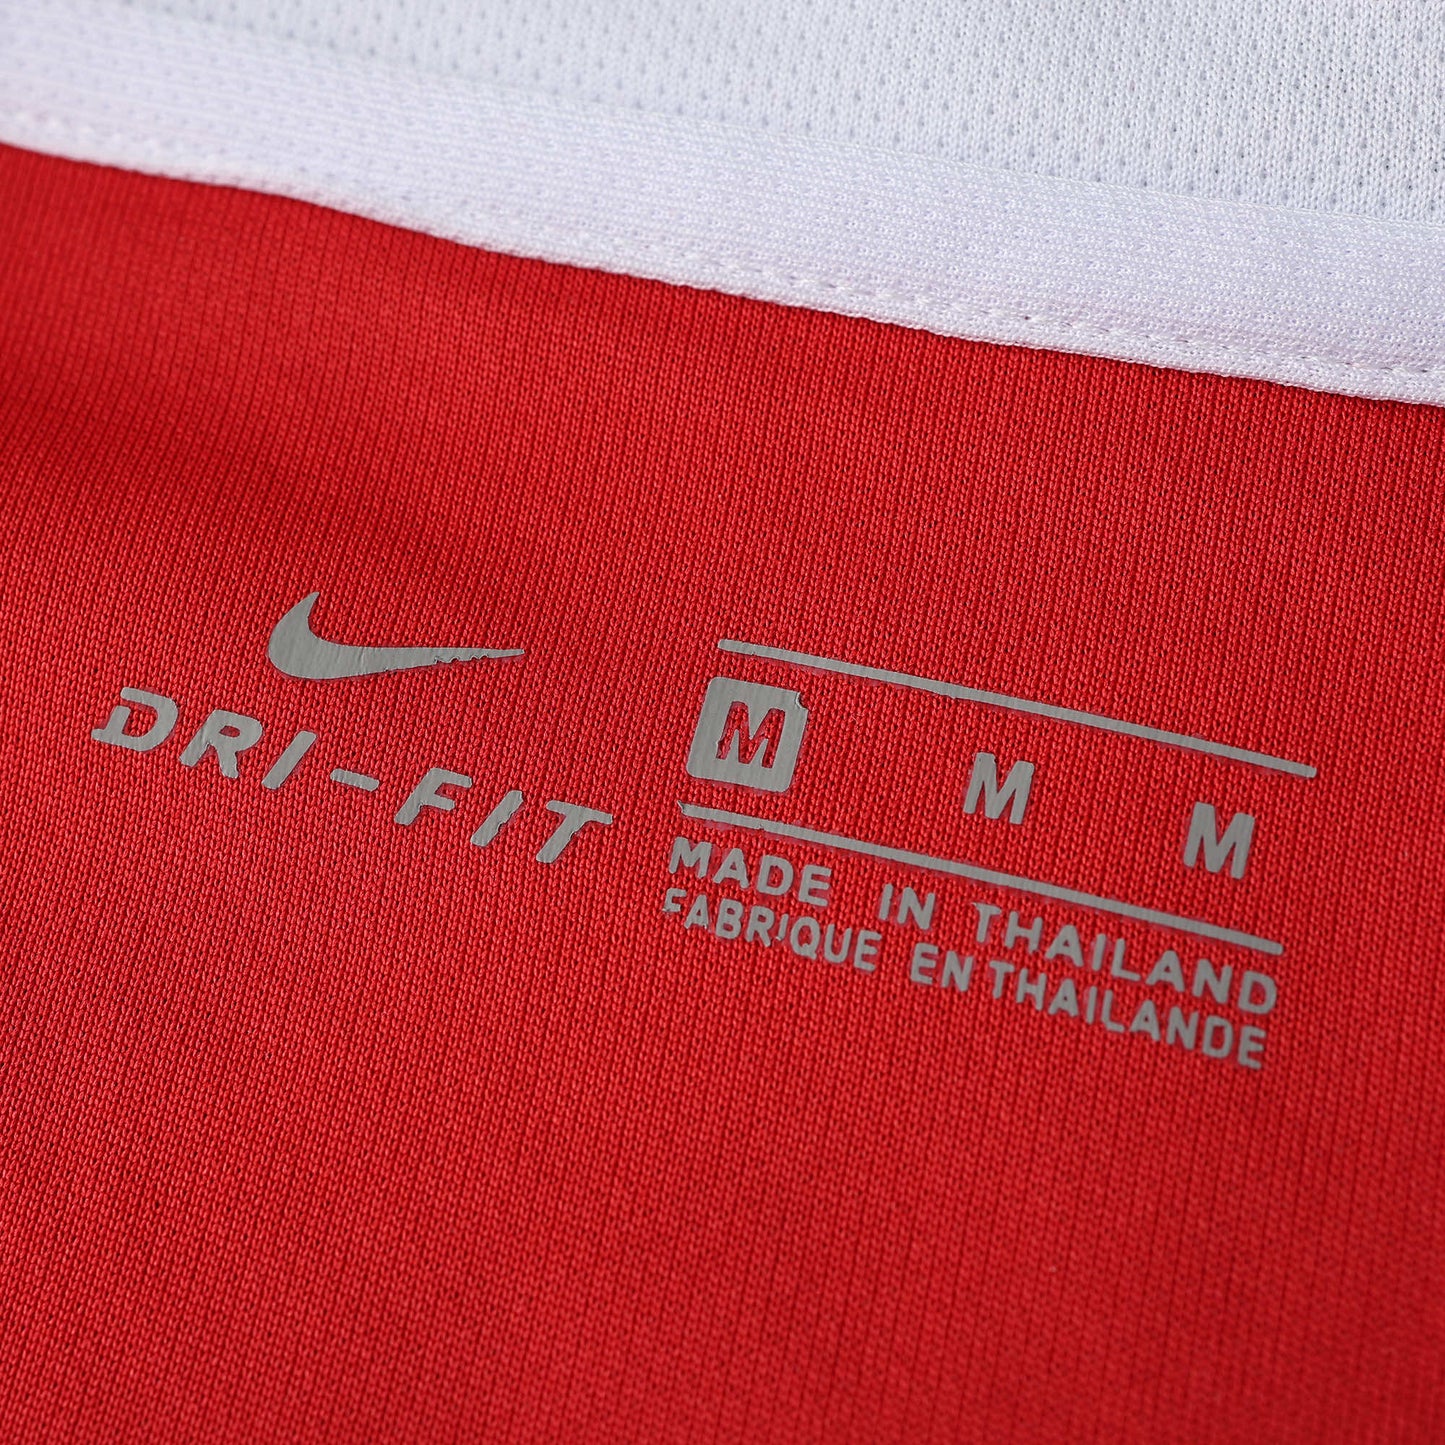 DRI-FIT
M M M
MADE IN THAILAND
FABRIQUE EN THAILANDE